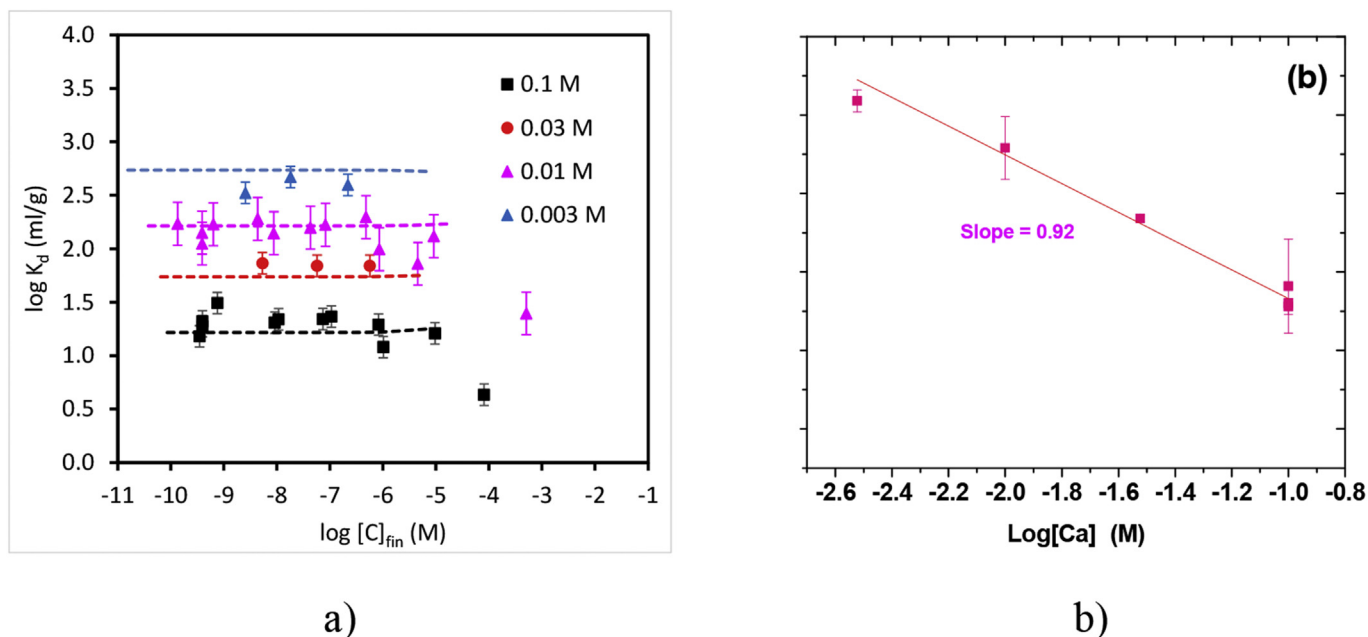 4.0
3.5
3.0
2.5
2.0
1.5
1.0
0.5
0.0
log Kd (ml/g)
0.1 M
0.03 M
0.01 M
0.003 M
-11 -10 -9 -8 -7 -6 -5 -4 -3 -2 -1
log [C]fin (M)
a)
(b)
Slope = 0.92
-2.6 -2.4 -2.2 -2.0 -1.8 -1.6 -1.4 -1.2 -1.0 -0.8
Log[Ca] (M)
b)